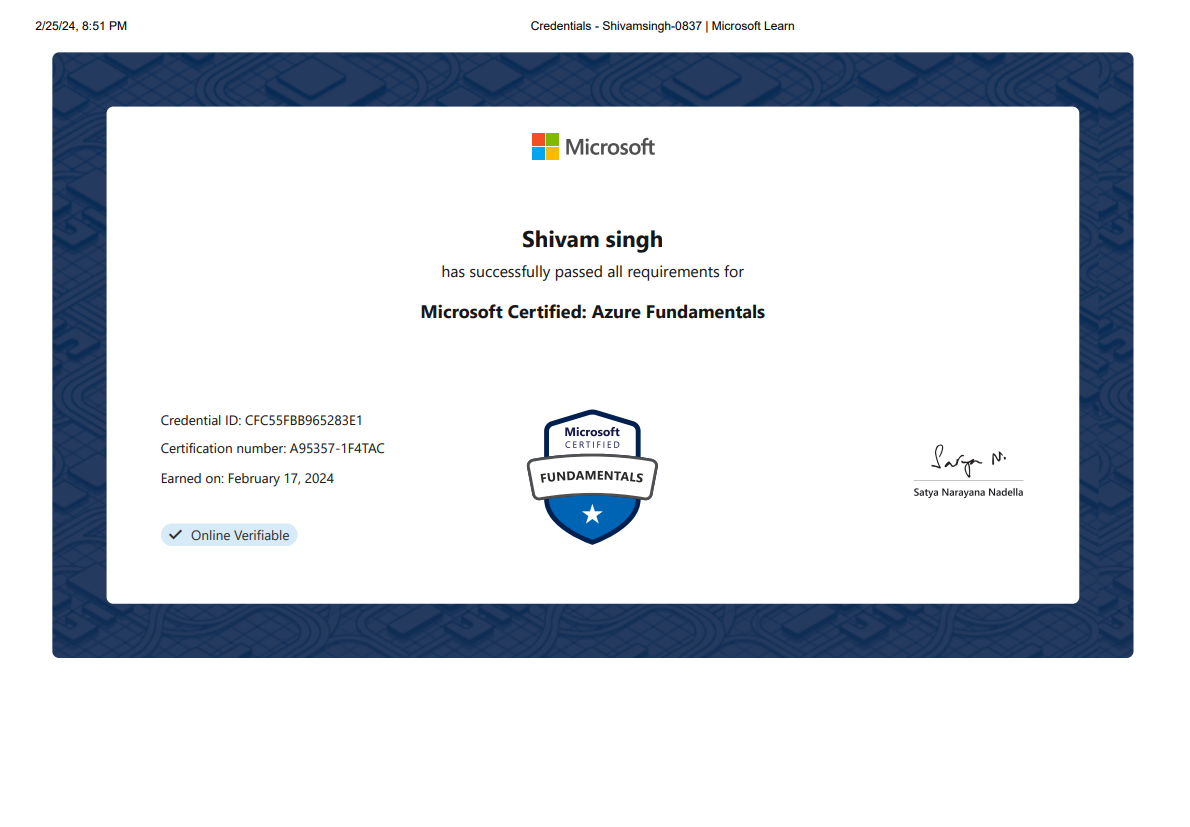 2/25/24, 8:51 PM
Credentials - Shivamsingh-0837 | Microsoft Learn
Microsoft
Shivam singh
has successfully passed all requirements for
Microsoft Certified: Azure Fundamentals
Credential ID: CFC55FBB965283E1
Certification number: A95357-1F4TAC
Earned on: February 17, 2024
Online Verifiable
Microsoft
CERTIFIED
FUNDAMENTALS
Satya N.
Satya Narayana Nadella